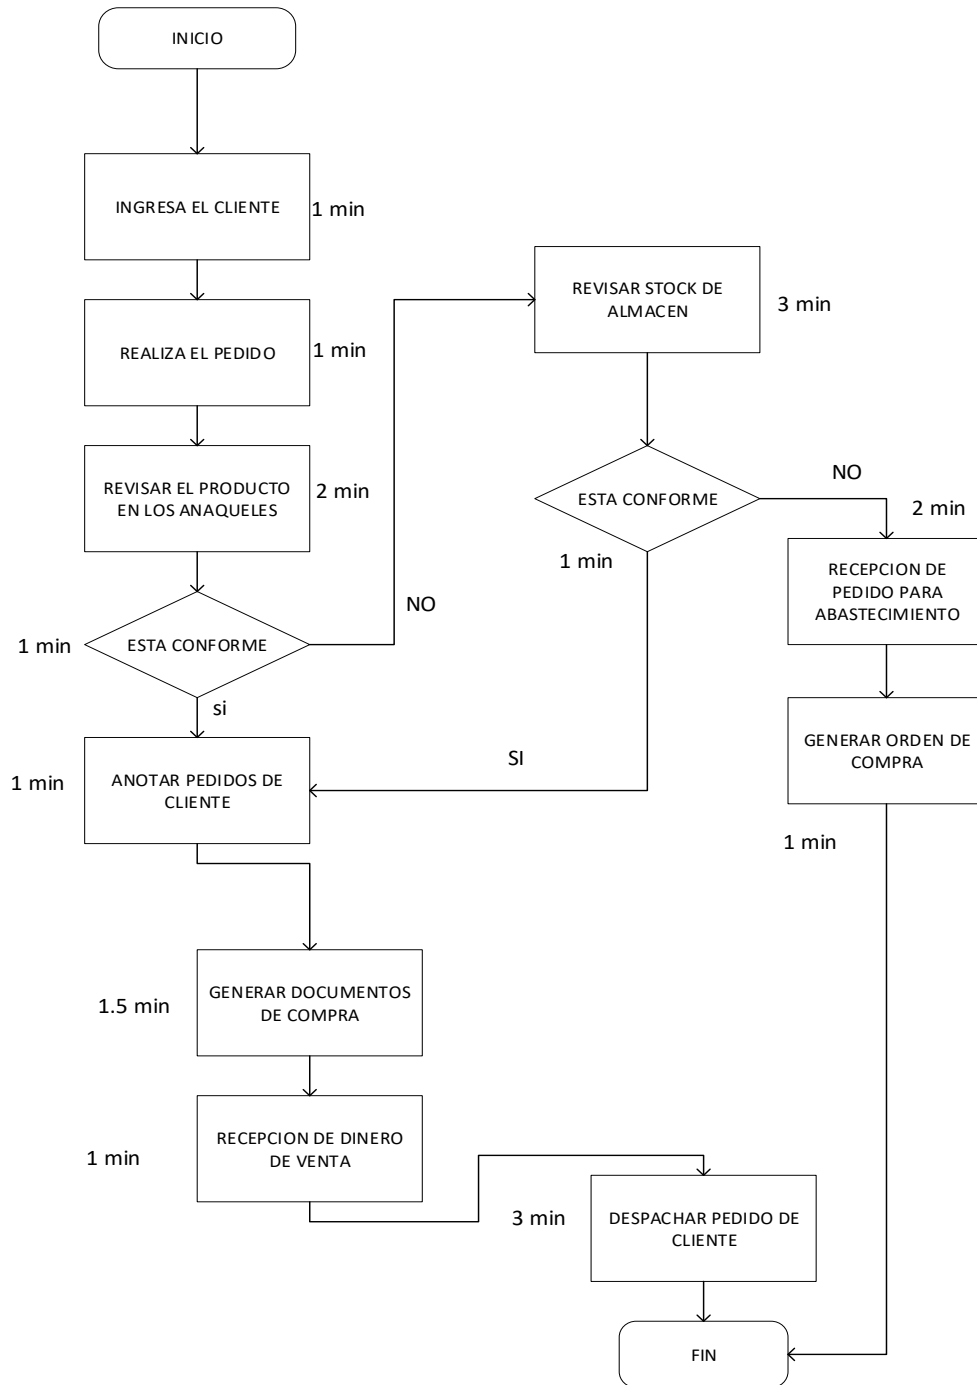 INICIO
INGRESA EL CLIENTE
1 min
REALIZA EL PEDIDO
1 min
REVISAR EL PRODUCTO
EN LOS ANAQUELES
2 min
ESTA CONFORME
1 min
NO
si
REVISAR STOCK DE
ALMACEN
3 min
ESTA CONFORME
1 min
NO
SI
2 min
RECEPCION DE
PEDIDO PARA
ABASTECIMIENTO
GENERAR ORDEN DE
COMPRA
1 min
ANOTAR PEDIDOS DE
CLIENTE
1 min
GENERAR DOCUMENTOS
DE COMPRA
1.5 min
RECEPCION DE DINERO
DE VENTA
1 min
DESPACHAR PEDIDO DE
CLIENTE
3 min
FIN